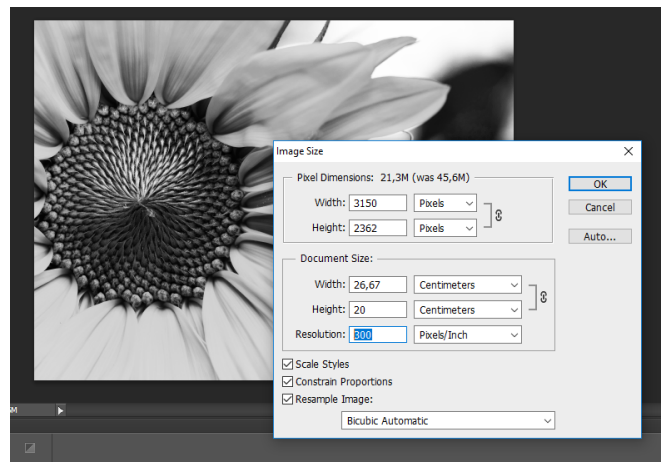 Image Size
Pixel Dimensions: 21,3M (was 45,6M)
Width: 3150 Pixels
Height: 2362 Pixels
OK
Cancel
Auto...
Document Size:
Width: 26,67 Centimeters
Height: 20 Centimeters
Resolution: 300 Pixels/Inch
Scale Styles
Constrain Proportions
Resample Image:
Bicubic Automatic